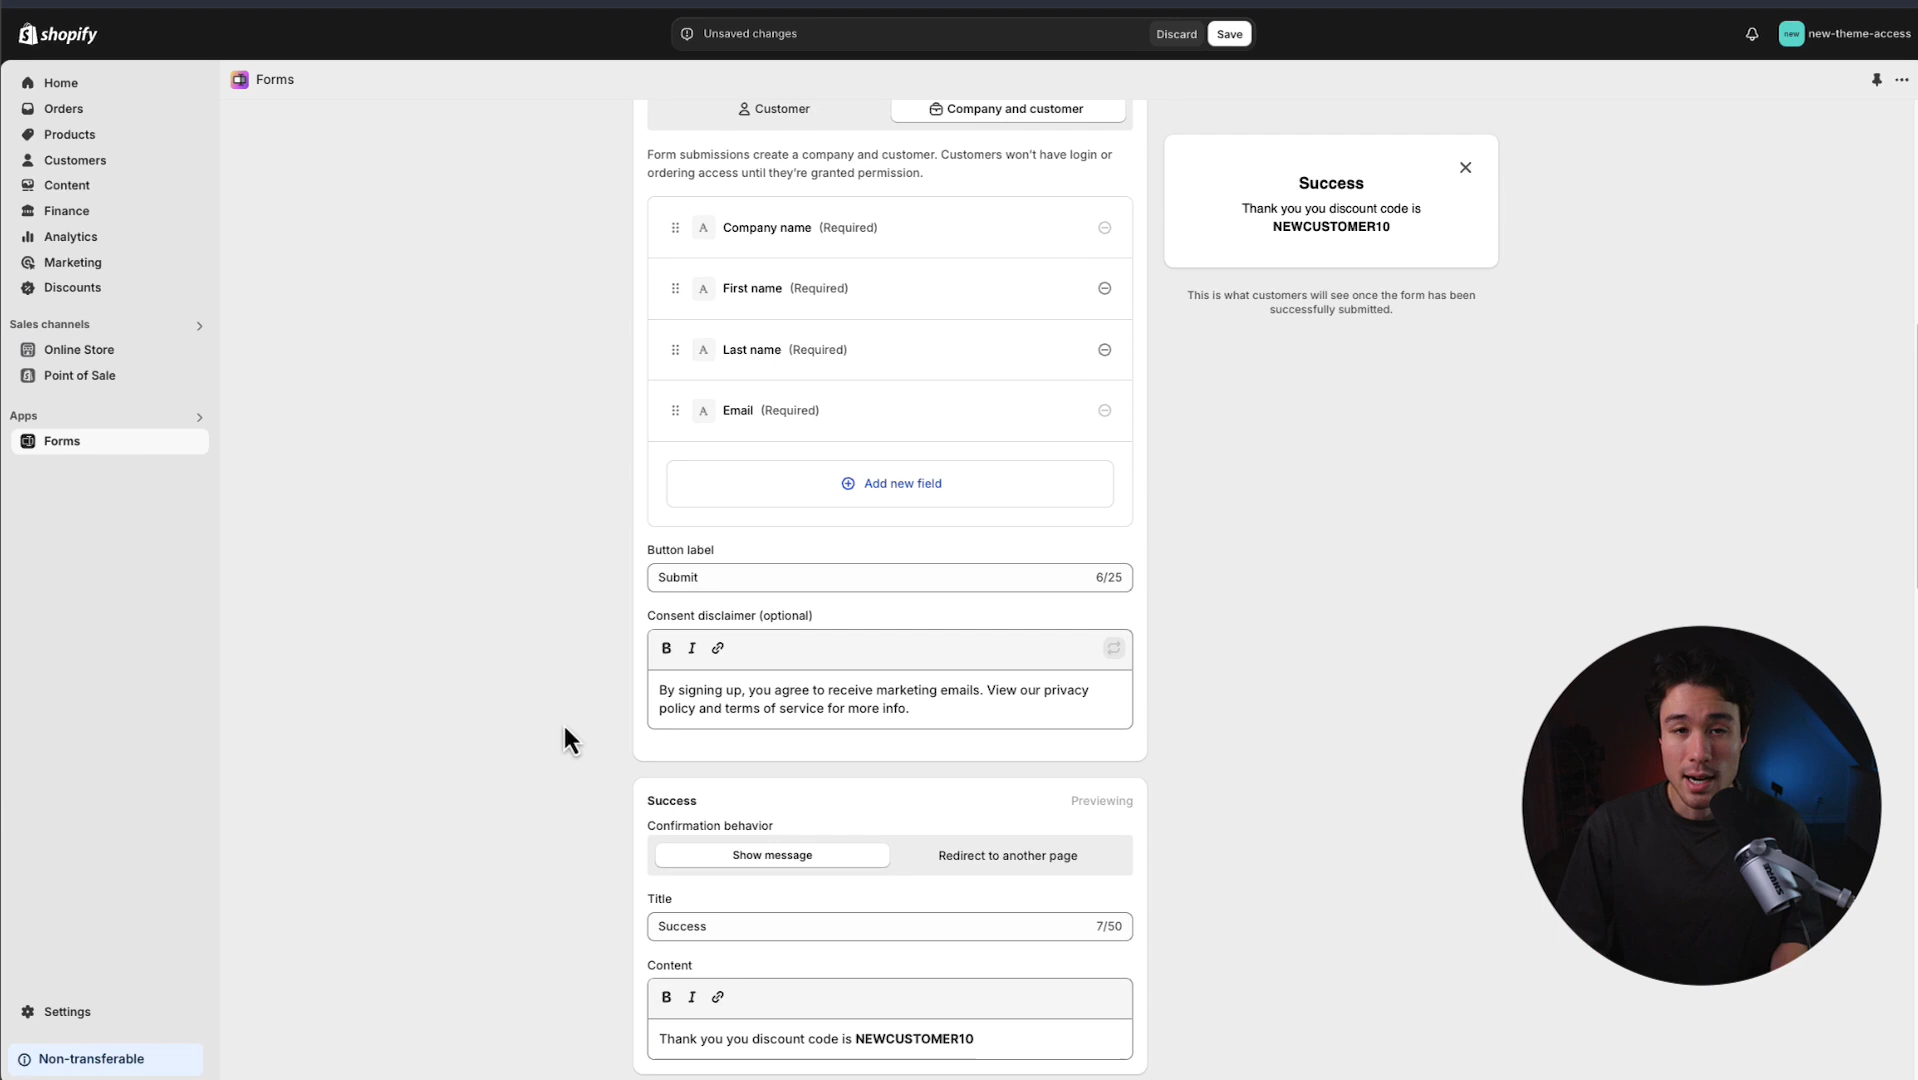 shopify
Unsaved changes
Discard
Save
new
new-theme-access
Home
Orders
Products
Customers
Content
Finance
Analytics
Marketing
Discounts
Sales channels
Online Store
Point of Sale
Apps
Forms
Settings
Non-transferable
Forms
Customer
Company and customer
Form submissions create a company and customer. Customers won't have login or
ordering access until they're granted permission.
A Company name (Required)
A First name (Required)
A Last name (Required)
A Email (Required)
Add new field
Button label
Submit 6/25
Consent disclaimer (optional)
B I
By signing up, you agree to receive marketing emails. View our privacy
policy and terms of service for more info.
Success Previewing
Confirmation behavior
Show message Redirect to another page
Title
Success 7/50
Content
B I
Thank you you discount code is NEWCUSTOMER10
Success
Thank you you discount code is
NEWCUSTOMER10
This is what customers will see once the form has been
successfully submitted.
SHURE